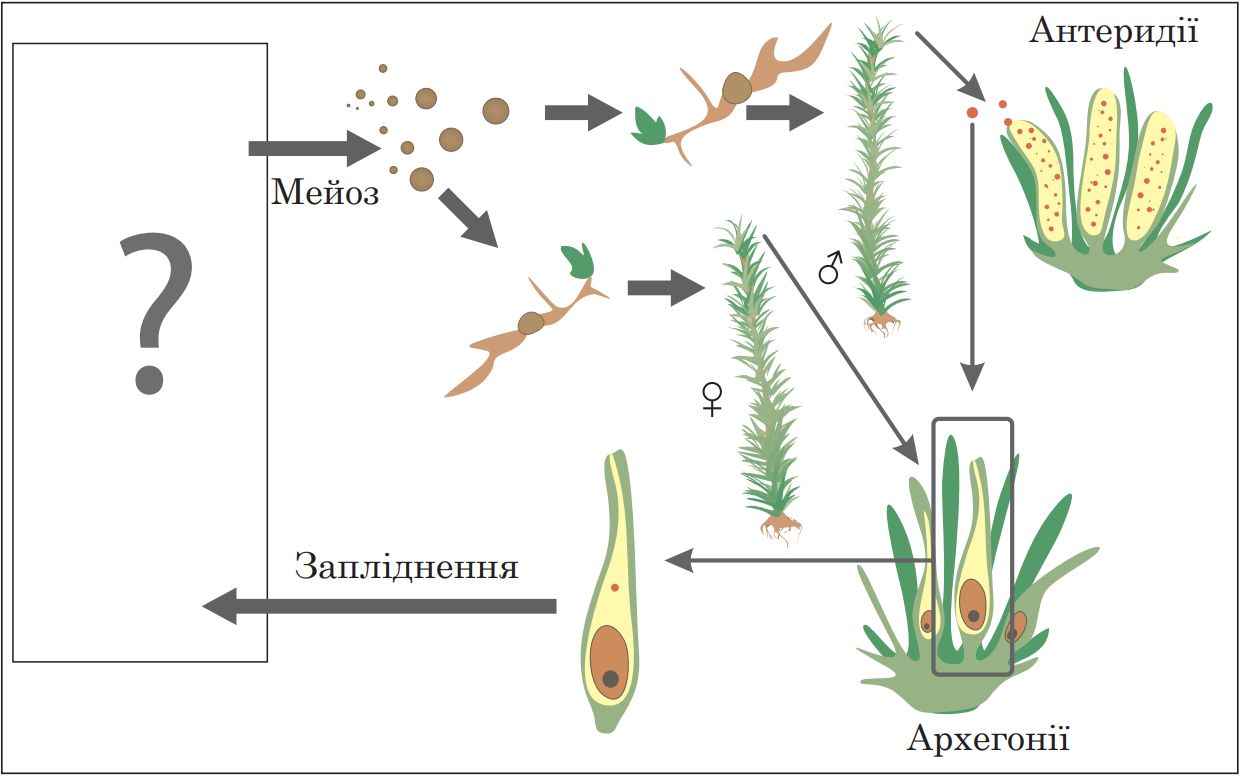 Антеридії
Мейоз
?
♂
♀
Запліднення
Архегонії